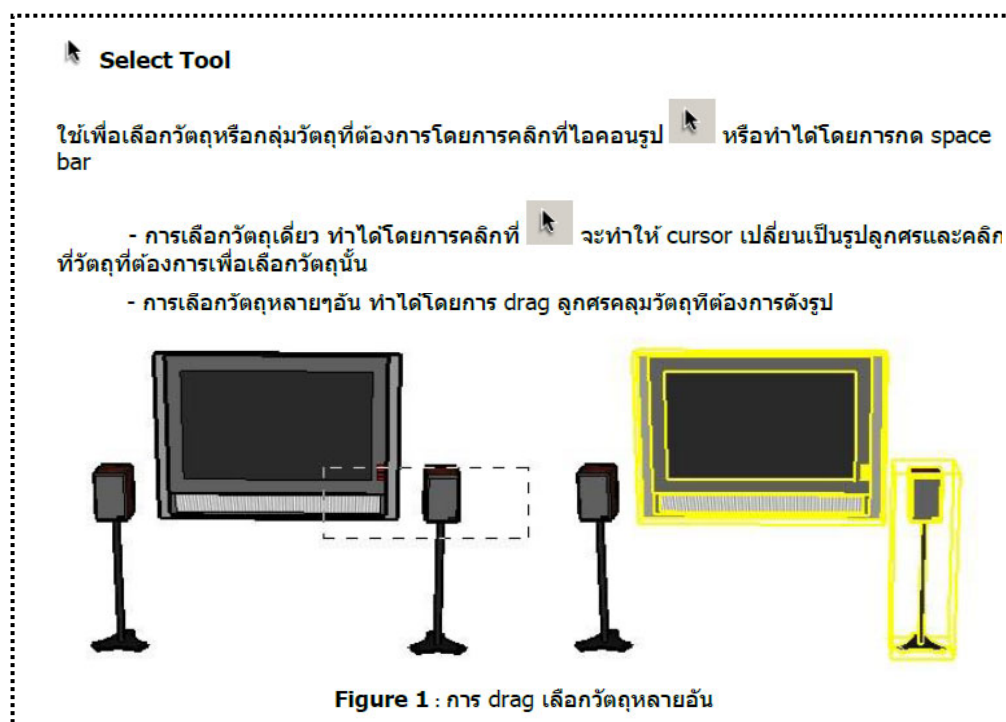 Select Tool
ใช้เพื่อเลือกวัตถุหรือกลุ่มวัตถุที่ต้องการโดยการคลิกที่ไอคอนรูป หรือทำได้โดยการกด space
bar
- การเลือกวัตถุเดี่ยว ทำได้โดยการคลิกที่ จะทำให้ cursor เปลี่ยนเป็นรูปลูกศรและคลิก
ที่วัตถุที่ต้องการเพื่อเลือกวัตถุนั้น
- การเลือกวัตถุหลายๆอัน ทำได้โดยการ drag ลูกศรคลุมวัตถุที่ต้องการดังรูป
Figure 1 : การ drag เลือกวัตถุหลายอัน